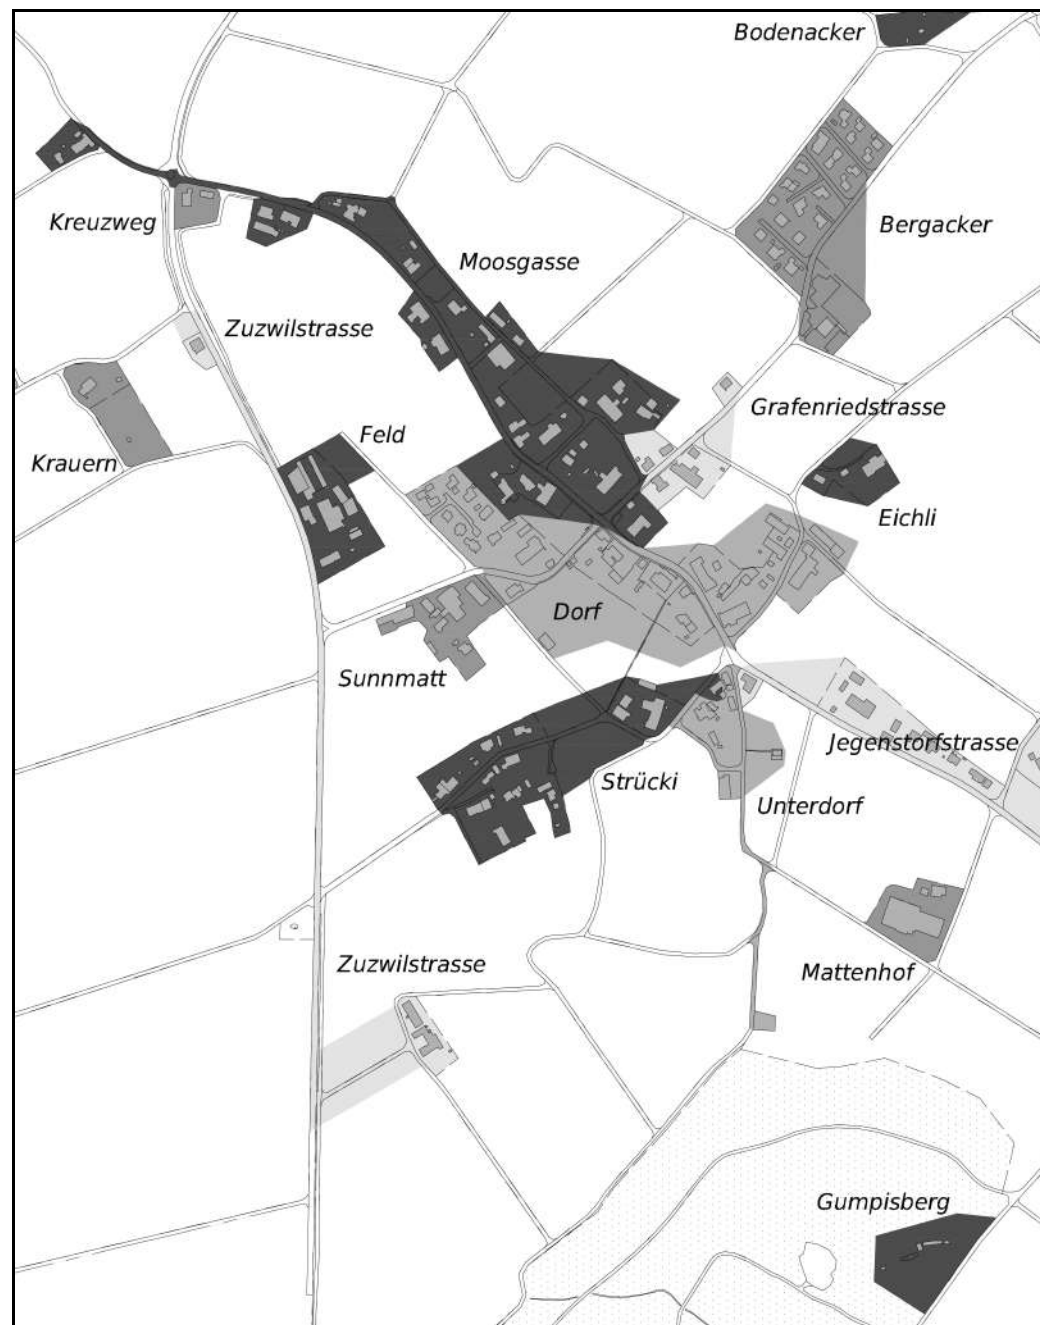 Bodenacker
Kreuzweg
Bergacker
Moosgasse
Zuzwilstrasse
Grafenriedstrasse
Feld
Krauern
Eichli
Dorf
Sunnmatt
Jegenstorfstrasse
Strücki
Unterdorf
Zuzwilstrasse
Mattenhof
Gumpisberg